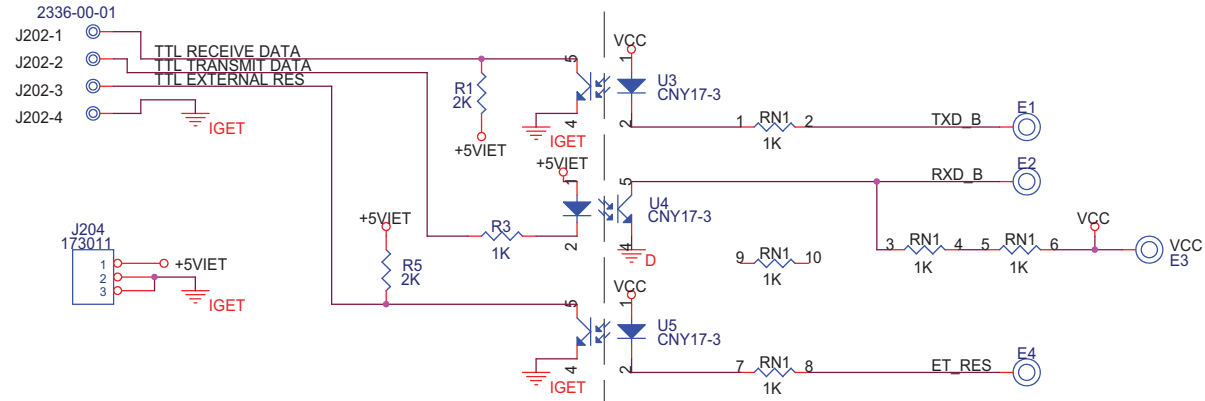 2336-00-01
J202-1
J202-2
J202-3
J202-4
TTL RECEIVE DATA
TTL TRANSMIT DATA
TTL EXTERNAL RES
IGET
R1
2K
+5VIET
5
4
IGET
VCC
1
2
U3
CNY17-3
1
RN1
2
1K
TXD_B
E1
+5VIET
1
2
R3
1K
5
4
D
U4
CNY17-3
RXD_B
E2
3
RN1
4
1K
5
RN1
6
1K
VCC
VCC
E3
9
RN1
10
1K
J204
173011
1
2
3
+5VIET
IGET
+5VIET
R5
2K
5
4
IGET
VCC
1
2
U5
CNY17-3
7
RN1
8
1K
ET_RES
E4